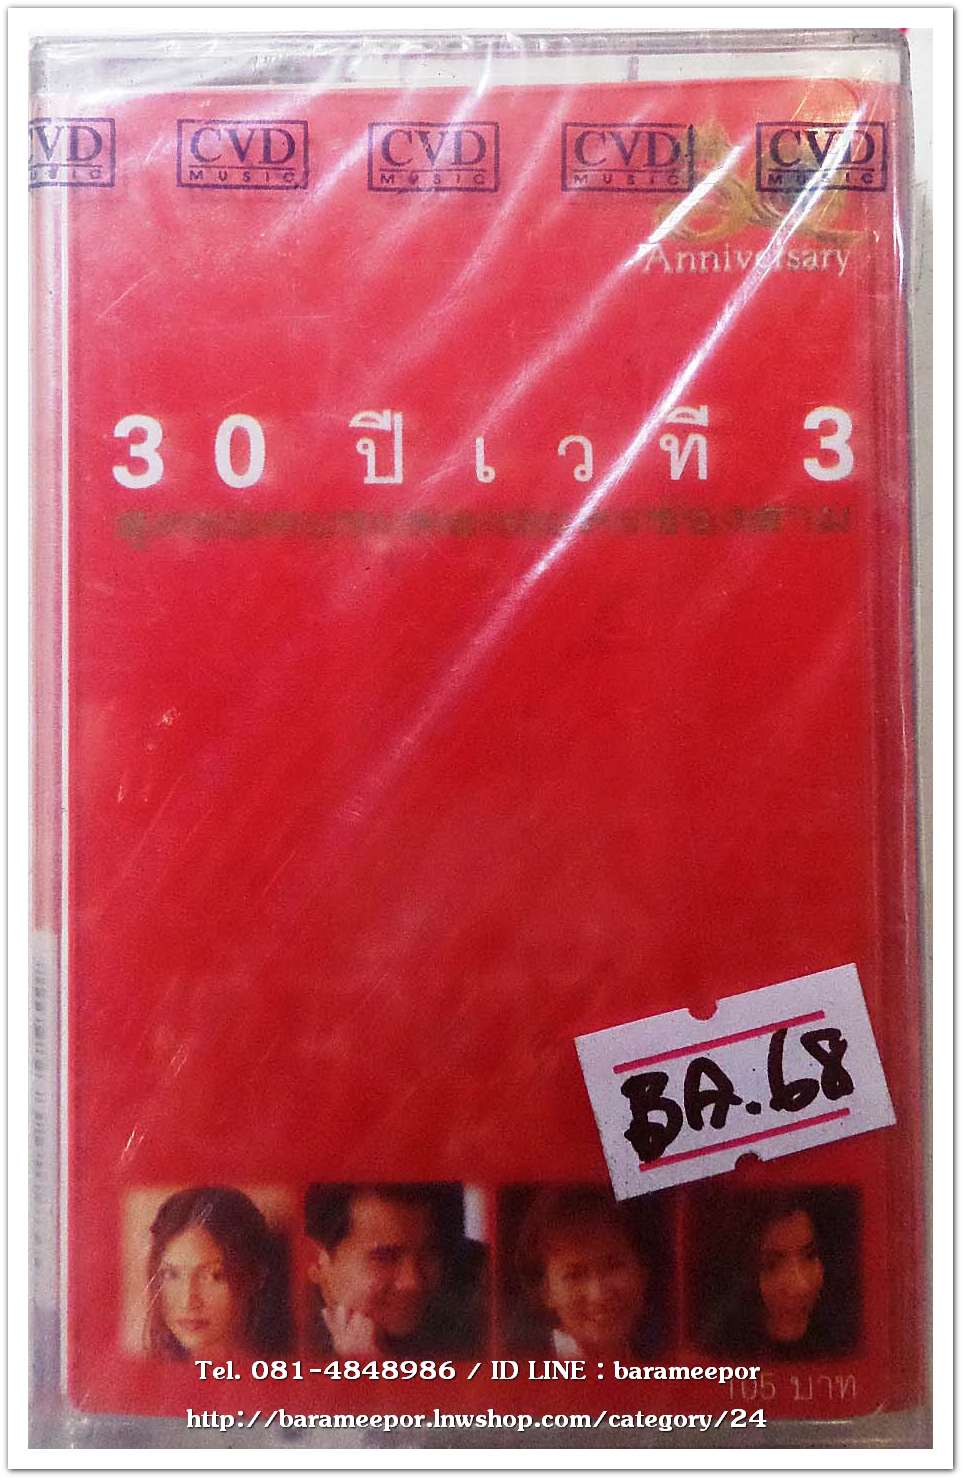 CVD CVD CVD CVD CVD
MUSIC MUSIC MUSIC MUSIC MUSIC
Anniversary
30 ปีเวที 3
BA.68
105 บาท
Tel. 081-4848986 / ID LINE : barameepor
http://barameepor.lnwshop.com/category/24